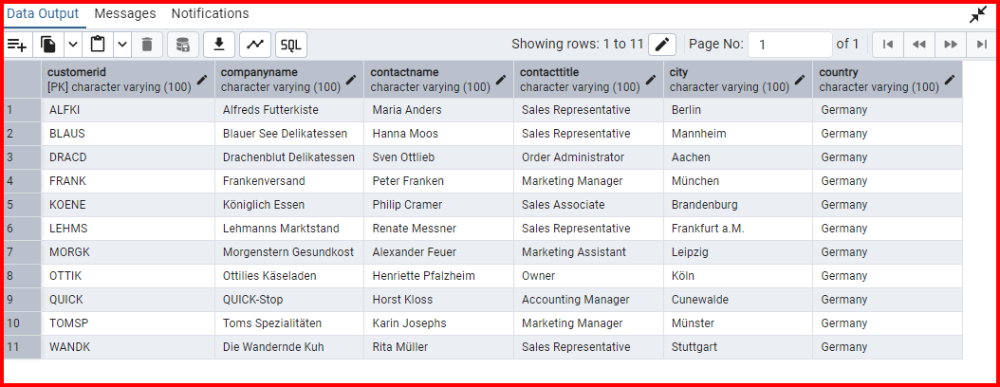 Data Output Messages Notifications
SQL Showing rows: 1 to 11 Page No: 1 of 1
customerid companyname contactname contacttitle city country
[PK] character varying (100) character varying (100) character varying (100) character varying (100) character varying (100) character varying (100)
1 ALFKI Alfreds Futterkiste Maria Anders Sales Representative Berlin Germany
2 BLAUS Blauer See Delikatessen Hanna Moos Sales Representative Mannheim Germany
3 DRACD Drachenblut Delikatessen Sven Ottlieb Order Administrator Aachen Germany
4 FRANK Frankenversand Peter Franken Marketing Manager München Germany
5 KOENE Königlich Essen Philip Cramer Sales Associate Brandenburg Germany
6 LEHMS Lehmanns Marktstand Renate Messner Sales Representative Frankfurt a.M. Germany
7 MORGK Morgenstern Gesundkost Alexander Feuer Marketing Assistant Leipzig Germany
8 OTTIK Ottilies Käseladen Henriette Pfalzheim Owner Köln Germany
9 QUICK QUICK-Stop Horst Kloss Accounting Manager Cunewalde Germany
10 TOMSP Toms Spezialitäten Karin Josephs Marketing Manager Münster Germany
11 WANDK Die Wandernde Kuh Rita Müller Sales Representative Stuttgart Germany